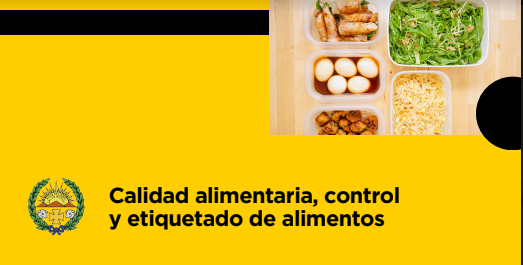 Calidad alimentaria, control
y etiquetado de alimentos